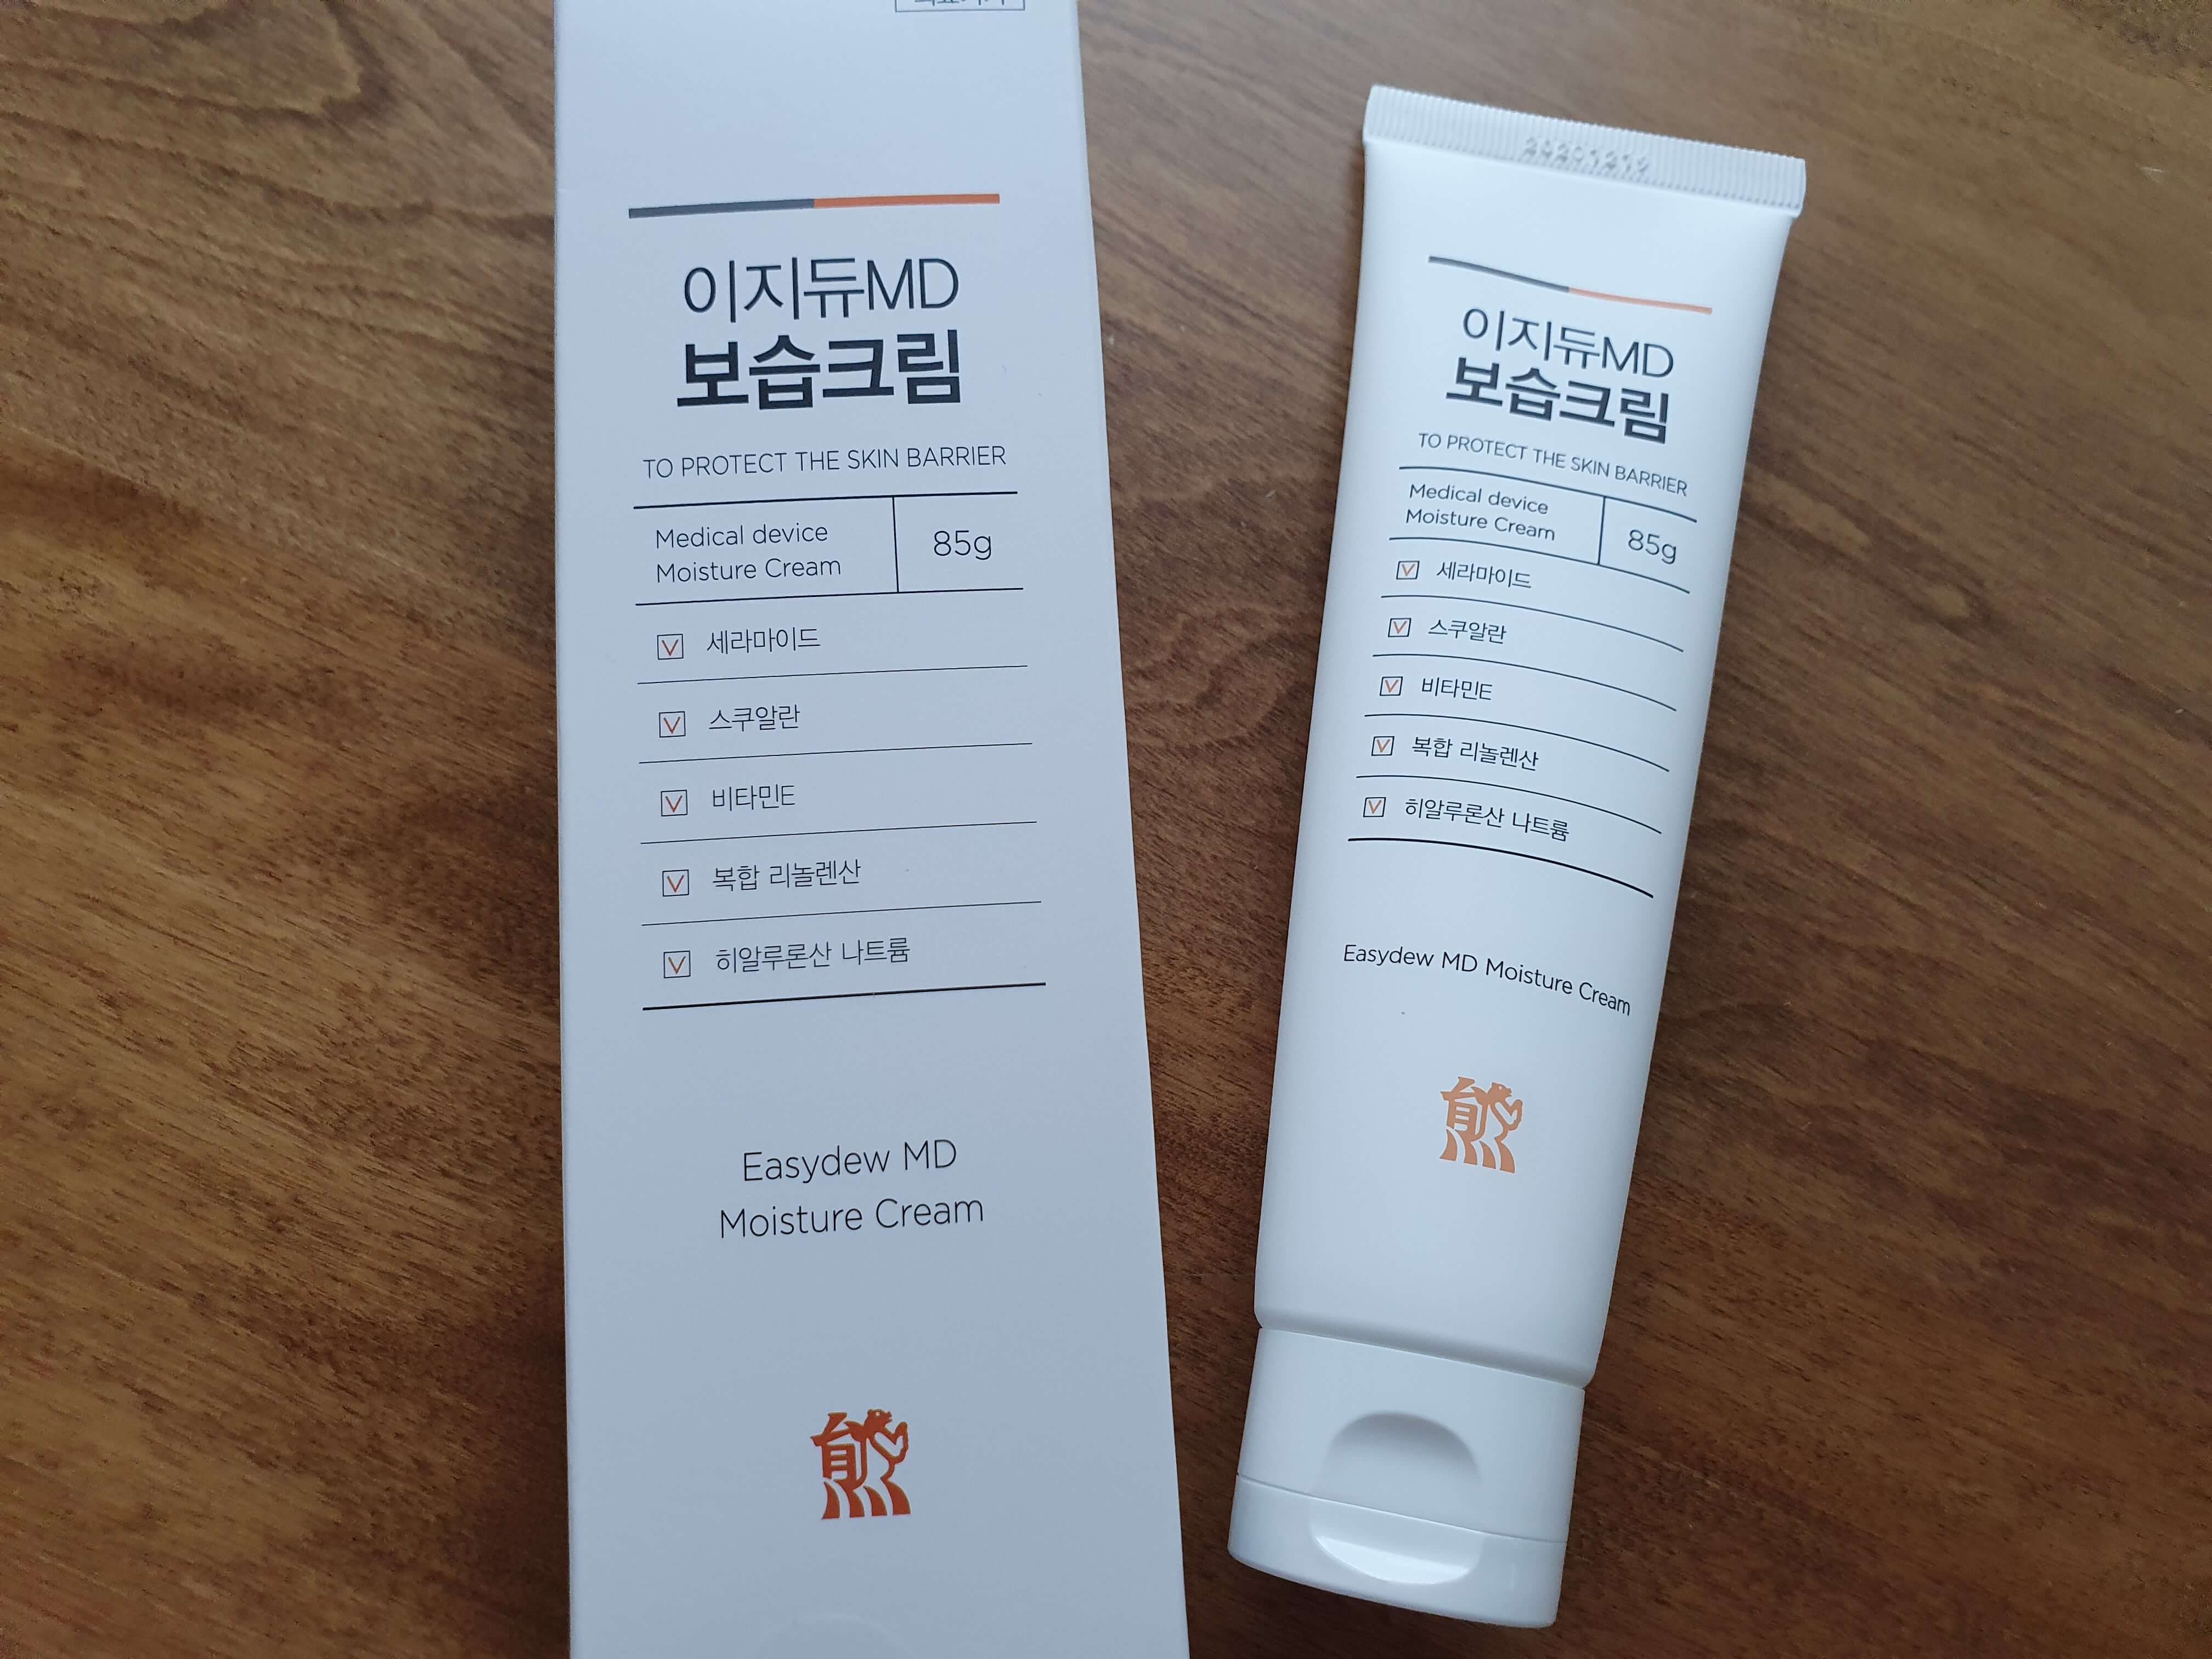 이지듀MD
보습크림
TO PROTECT THE SKIN BARRIER
Medical device
Moisture Cream
85g
세라마이드
스쿠알란
비타민E
복합 리놀렌산
히알루론산 나트륨
Easydew MD
Moisture Cream
이지듀MD
보습크림
TO PROTECT THE SKIN BARRIER
Medical device
Moisture Cream
85g
세라마이드
스쿠알란
비타민E
복합 리놀렌산
히알루론산 나트륨
Easydew MD Moisture Cream